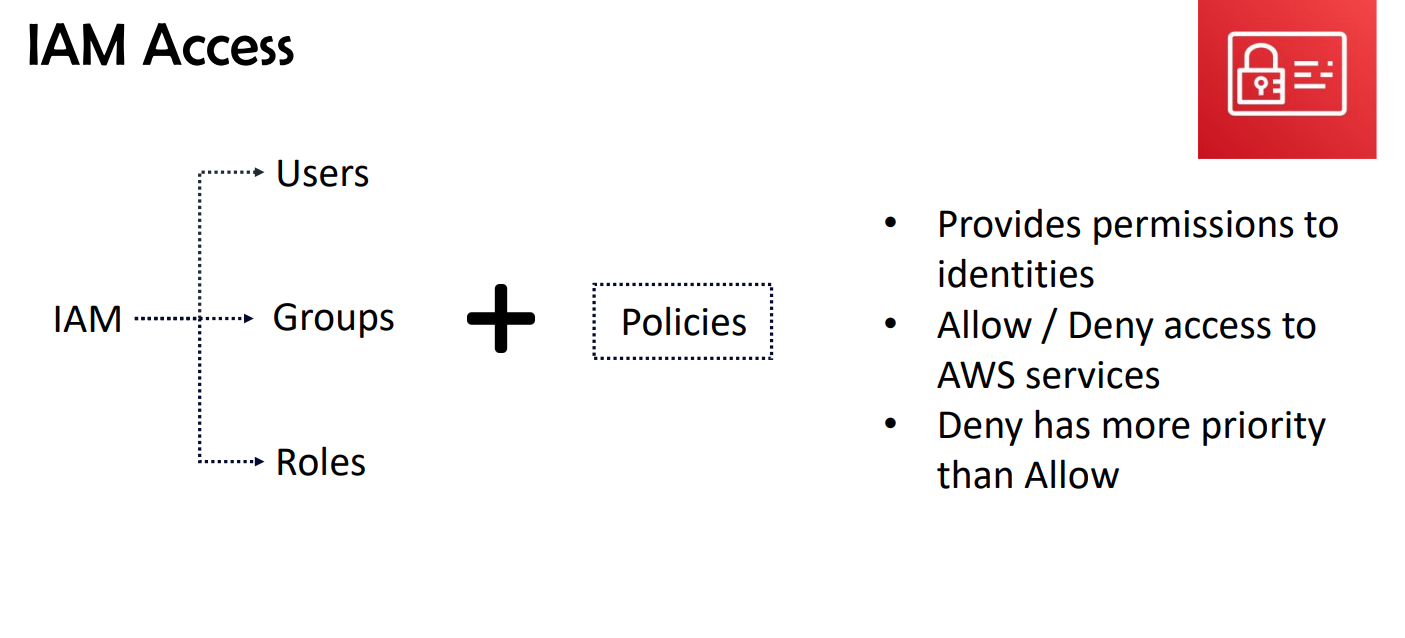 IAM Access
Users
IAM
Groups
Policies
Roles
• Provides permissions to
identities
• Allow / Deny access to
AWS services
• Deny has more priority
than Allow